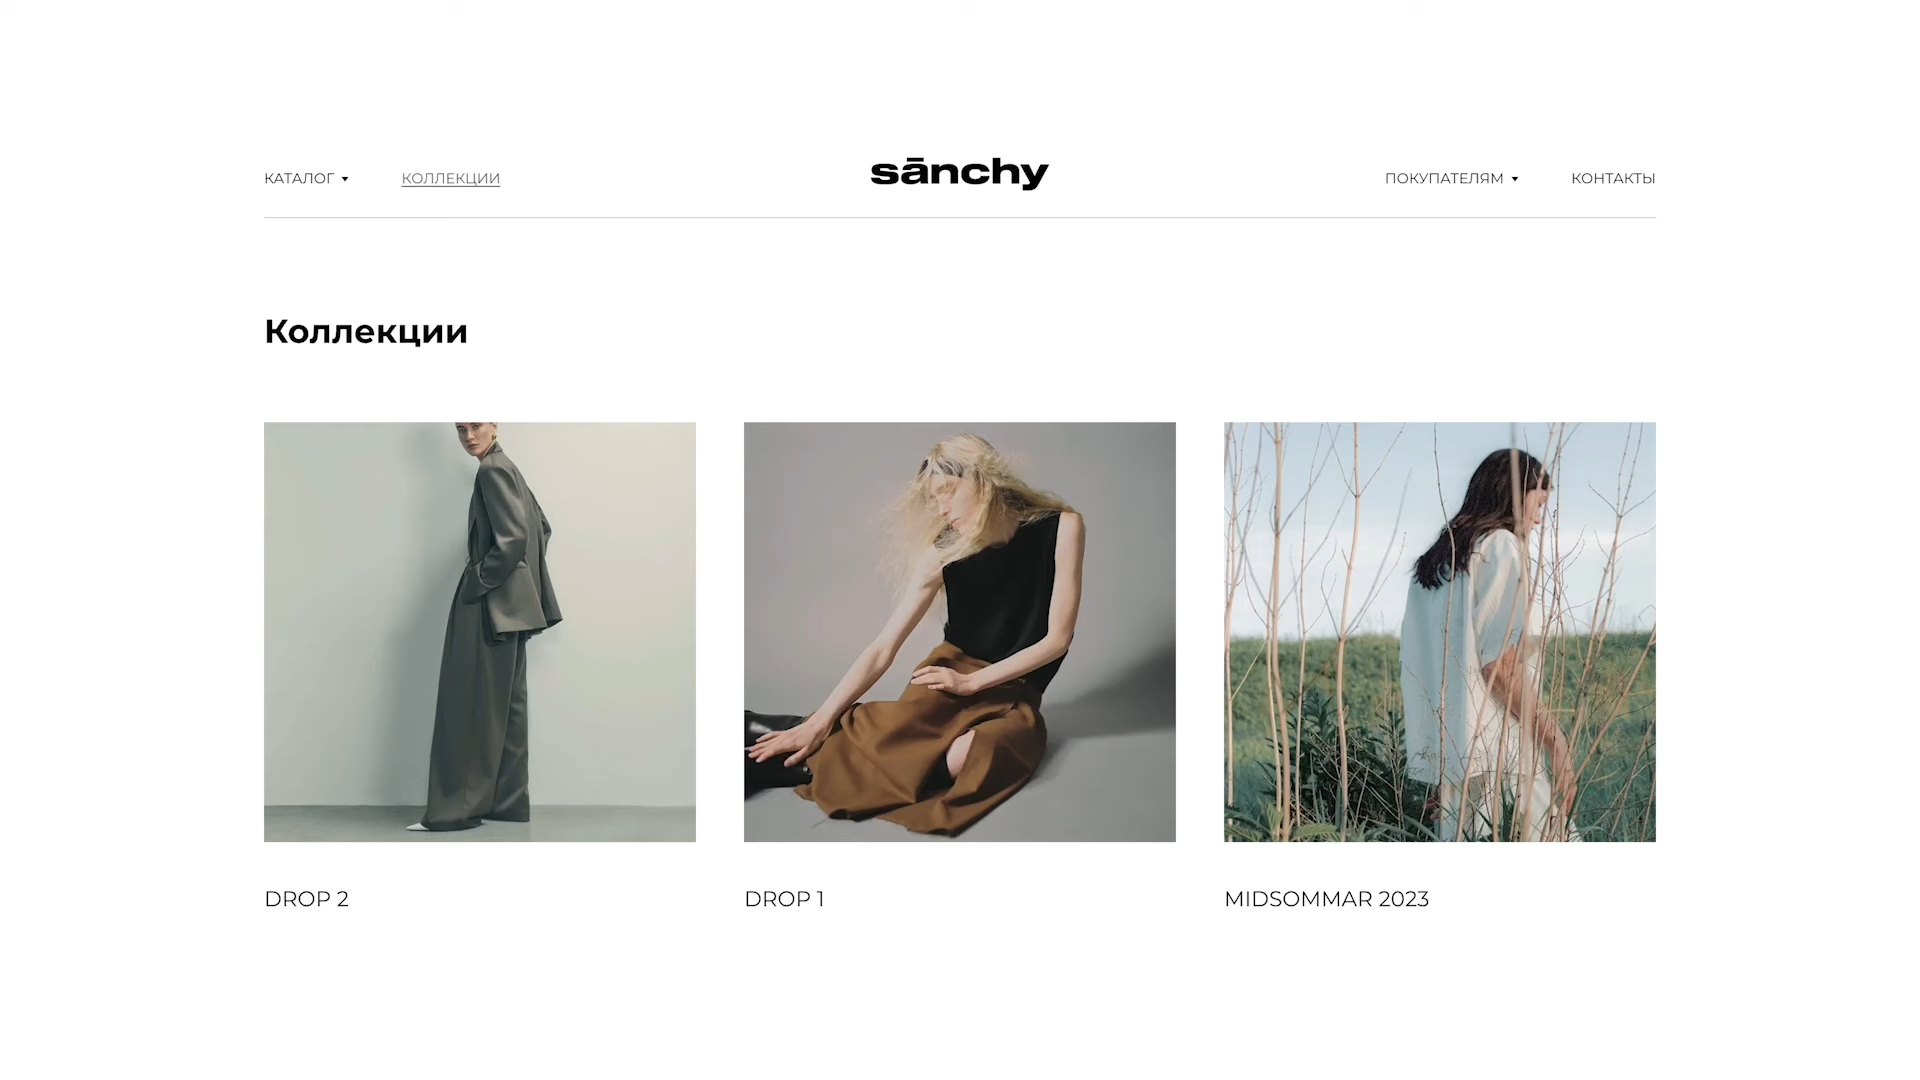 КАТАЛОГ
КОЛЛЕКЦИИ
sānchy
ПОКУПАТЕЛЯМ
КОНТАКТЫ
Коллекции
DROP 2
DROP 1
MIDSOMMAR 2023